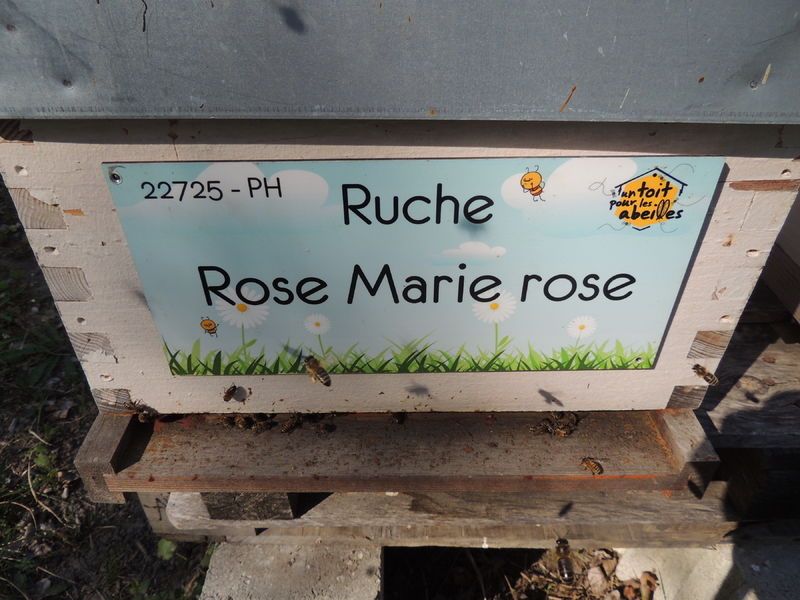 22725 - PH
Ruche
un toit
pour les
abeilles
Rose Marie rose